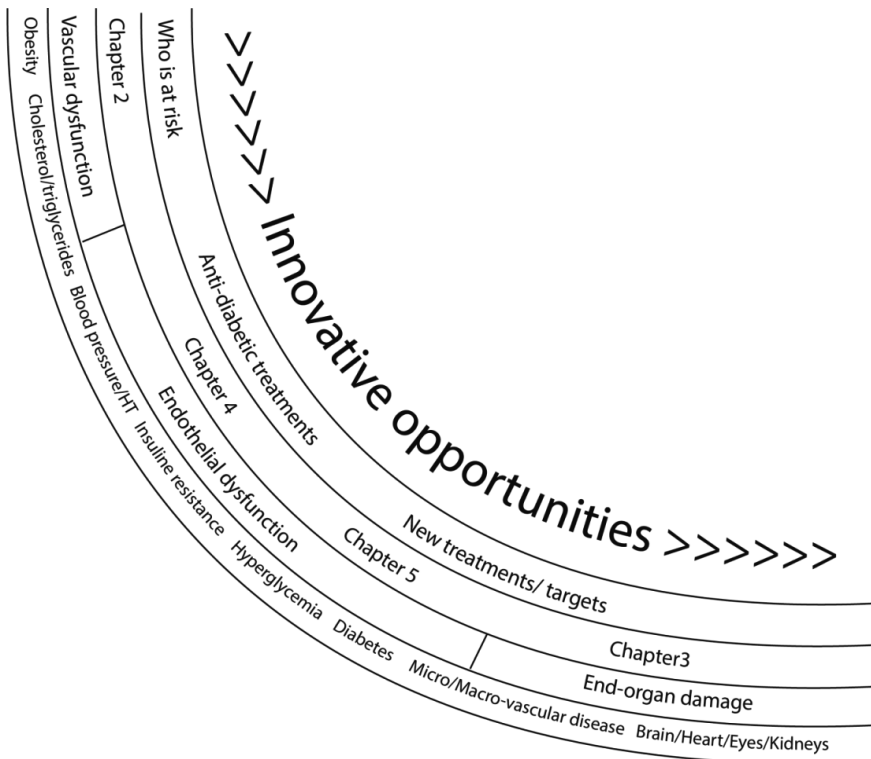 Obesity Cholesterol/triglycerides Blood pressure/HT Insuline resistance Hyperglycemia Diabetes Micro/Macro-vascular disease Brain/Heart/Eyes/Kidneys
Vascular dysfunction Endothelial dysfunction End-organ damage
Chapter 2 Chapter 4 Chapter 5 Chapter3
Who is at risk Anti-diabetic treatments New treatments/ targets
>>>>>> Innovative opportunities >>>>>>